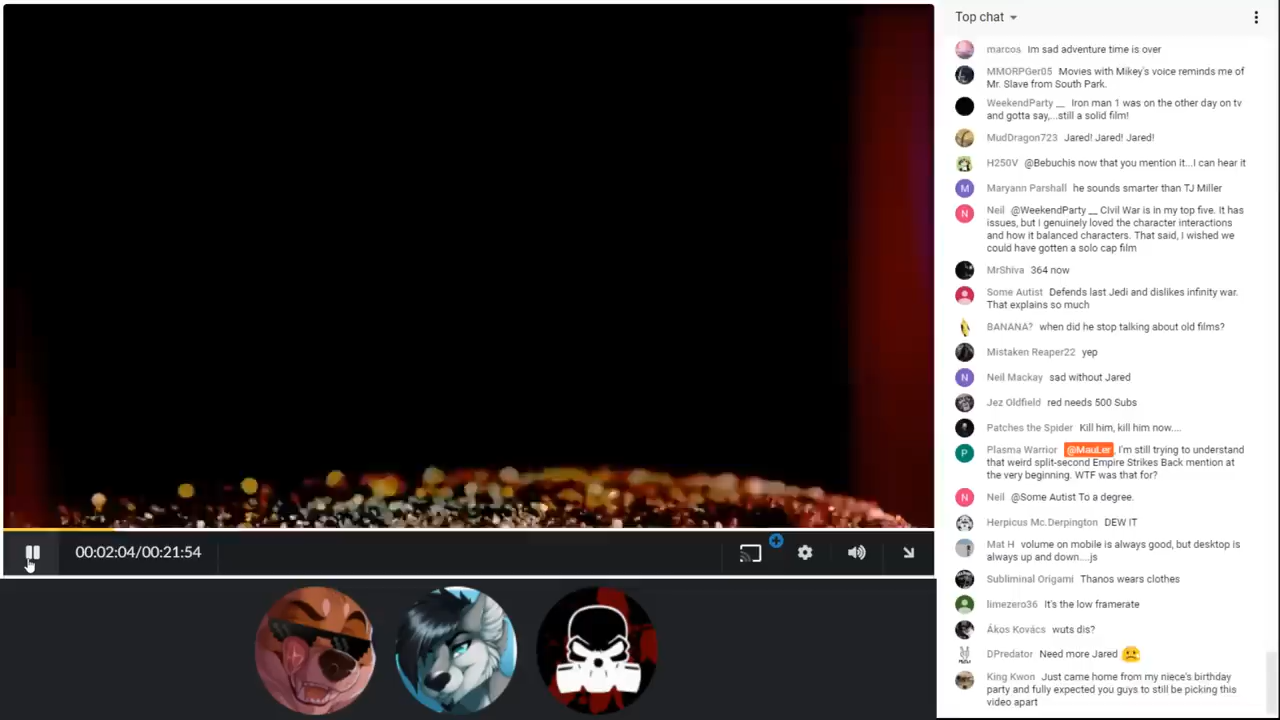 Top chat
marcos Im sad adventure time is over
MMORPGer05 Movies with Mikey's voice reminds me of
Mr. Slave from South Park.
WeekendParty __ Iron man 1 was on the other day on tv
and gotta say,...still a solid film!
MudDragon723 Jared! Jared! Jared!
H250V @Bebuchis now that you mention it...I can hear it
M Maryann Parshall he sounds smarter than TJ Miller
N Neil @WeekendParty __ Civil War is in my top five. It has
issues, but I genuinely loved the character interactions
and how it balanced characters. That said, I wished we
could have gotten a solo cap film
MrShiva 364 now
Some Autist Defends last Jedi and dislikes infinity war.
That explains so much
BANANA? when did he stop talking about old films?
Mistaken Reaper22 yep
N Neil Mackay sad without Jared
Jez Oldfield red needs 500 Subs
Patches the Spider Kill him, kill him now....
P Plasma Warrior @MauLer, I'm still trying to understand
that weird split-second Empire Strikes Back mention at
the very beginning. WTF was that for?
N Neil @Some Autist To a degree.
Herpicus Mc.Derpington DEW IT
Mat H volume on mobile is always good, but desktop is
always up and down....js
Subliminal Origami Thanos wears clothes
limezero36 It's the low framerate
Ákos Kovács wuts dis?
DPredator Need more Jared
King Kwon Just came home from my niece's birthday
party and fully expected you guys to still be picking this
video apart
00:02:04/00:21:54